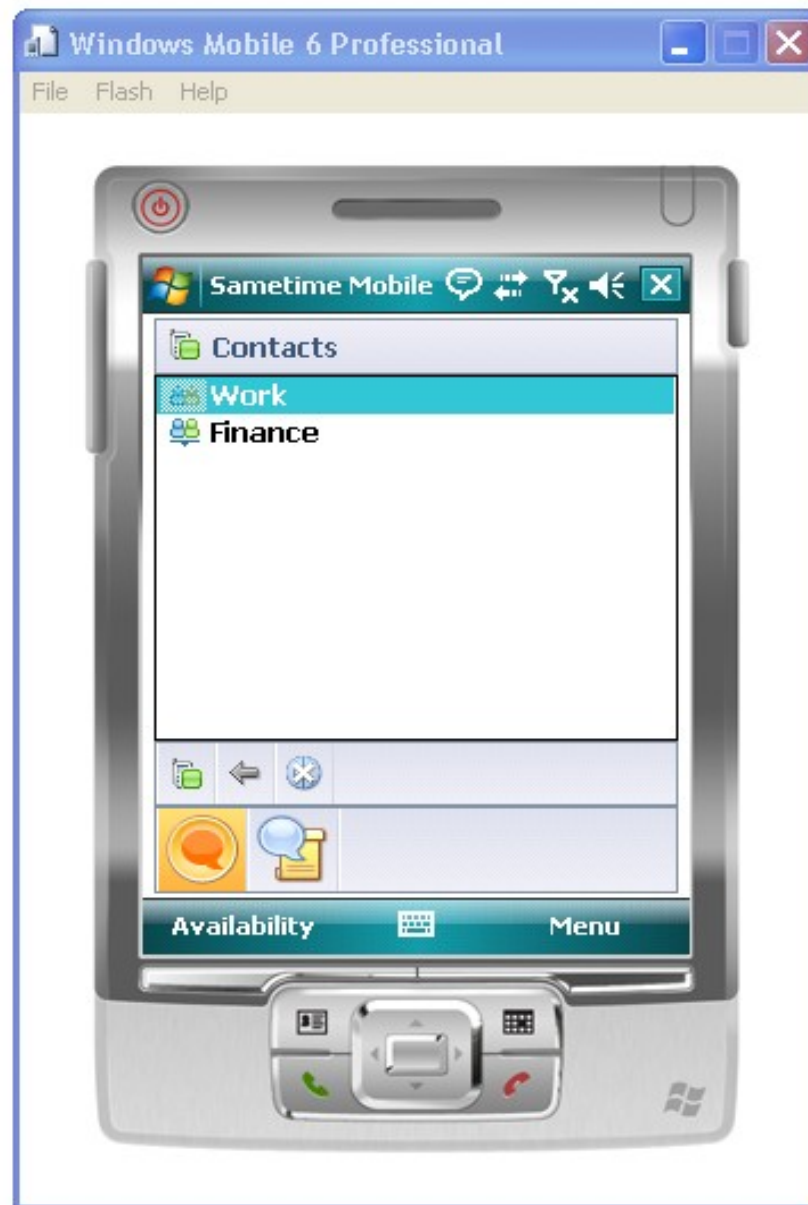 Windows Mobile 6 Professional
File Flash Help
Sametime Mobile
Contacts
Work
Finance
Availability Menu